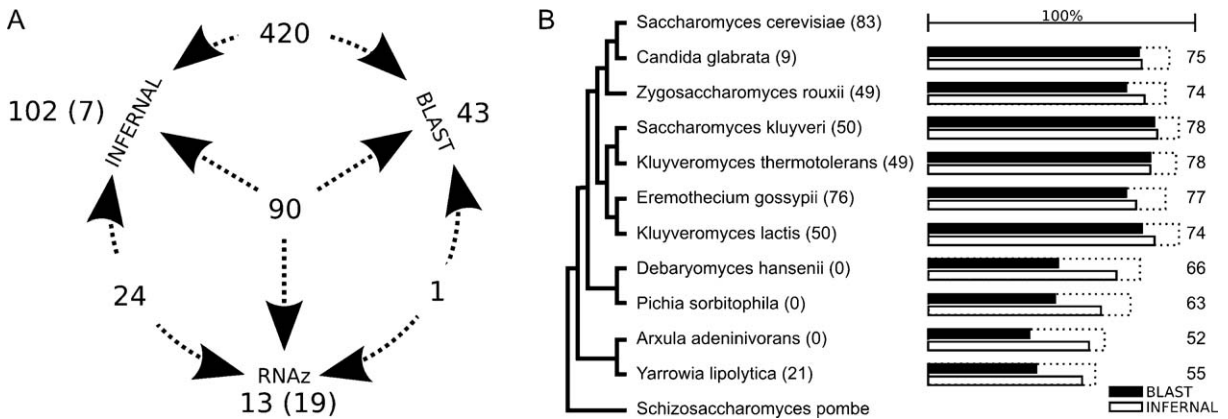 A
420
102 (7)
INFERNAL
BLAST
43
90
24
1
RNAz
13 (19)
B
100%
Saccharomyces cerevisiae (83)
Candida glabrata (9) 75
Zygosaccharomyces rouxii (49) 74
Saccharomyces kluyveri (50) 78
Kluyveromyces thermotolerans (49) 78
Eremothecium gossypii (76) 77
Kluyveromyces lactis (50) 74
Debaryomyces hansenii (0) 66
Pichia sorbitophila (0) 63
Arxula adeninivorans (0) 52
Yarrowia lipolytica (21) 55
Schizosaccharomyces pombe
BLAST
INFERNAL